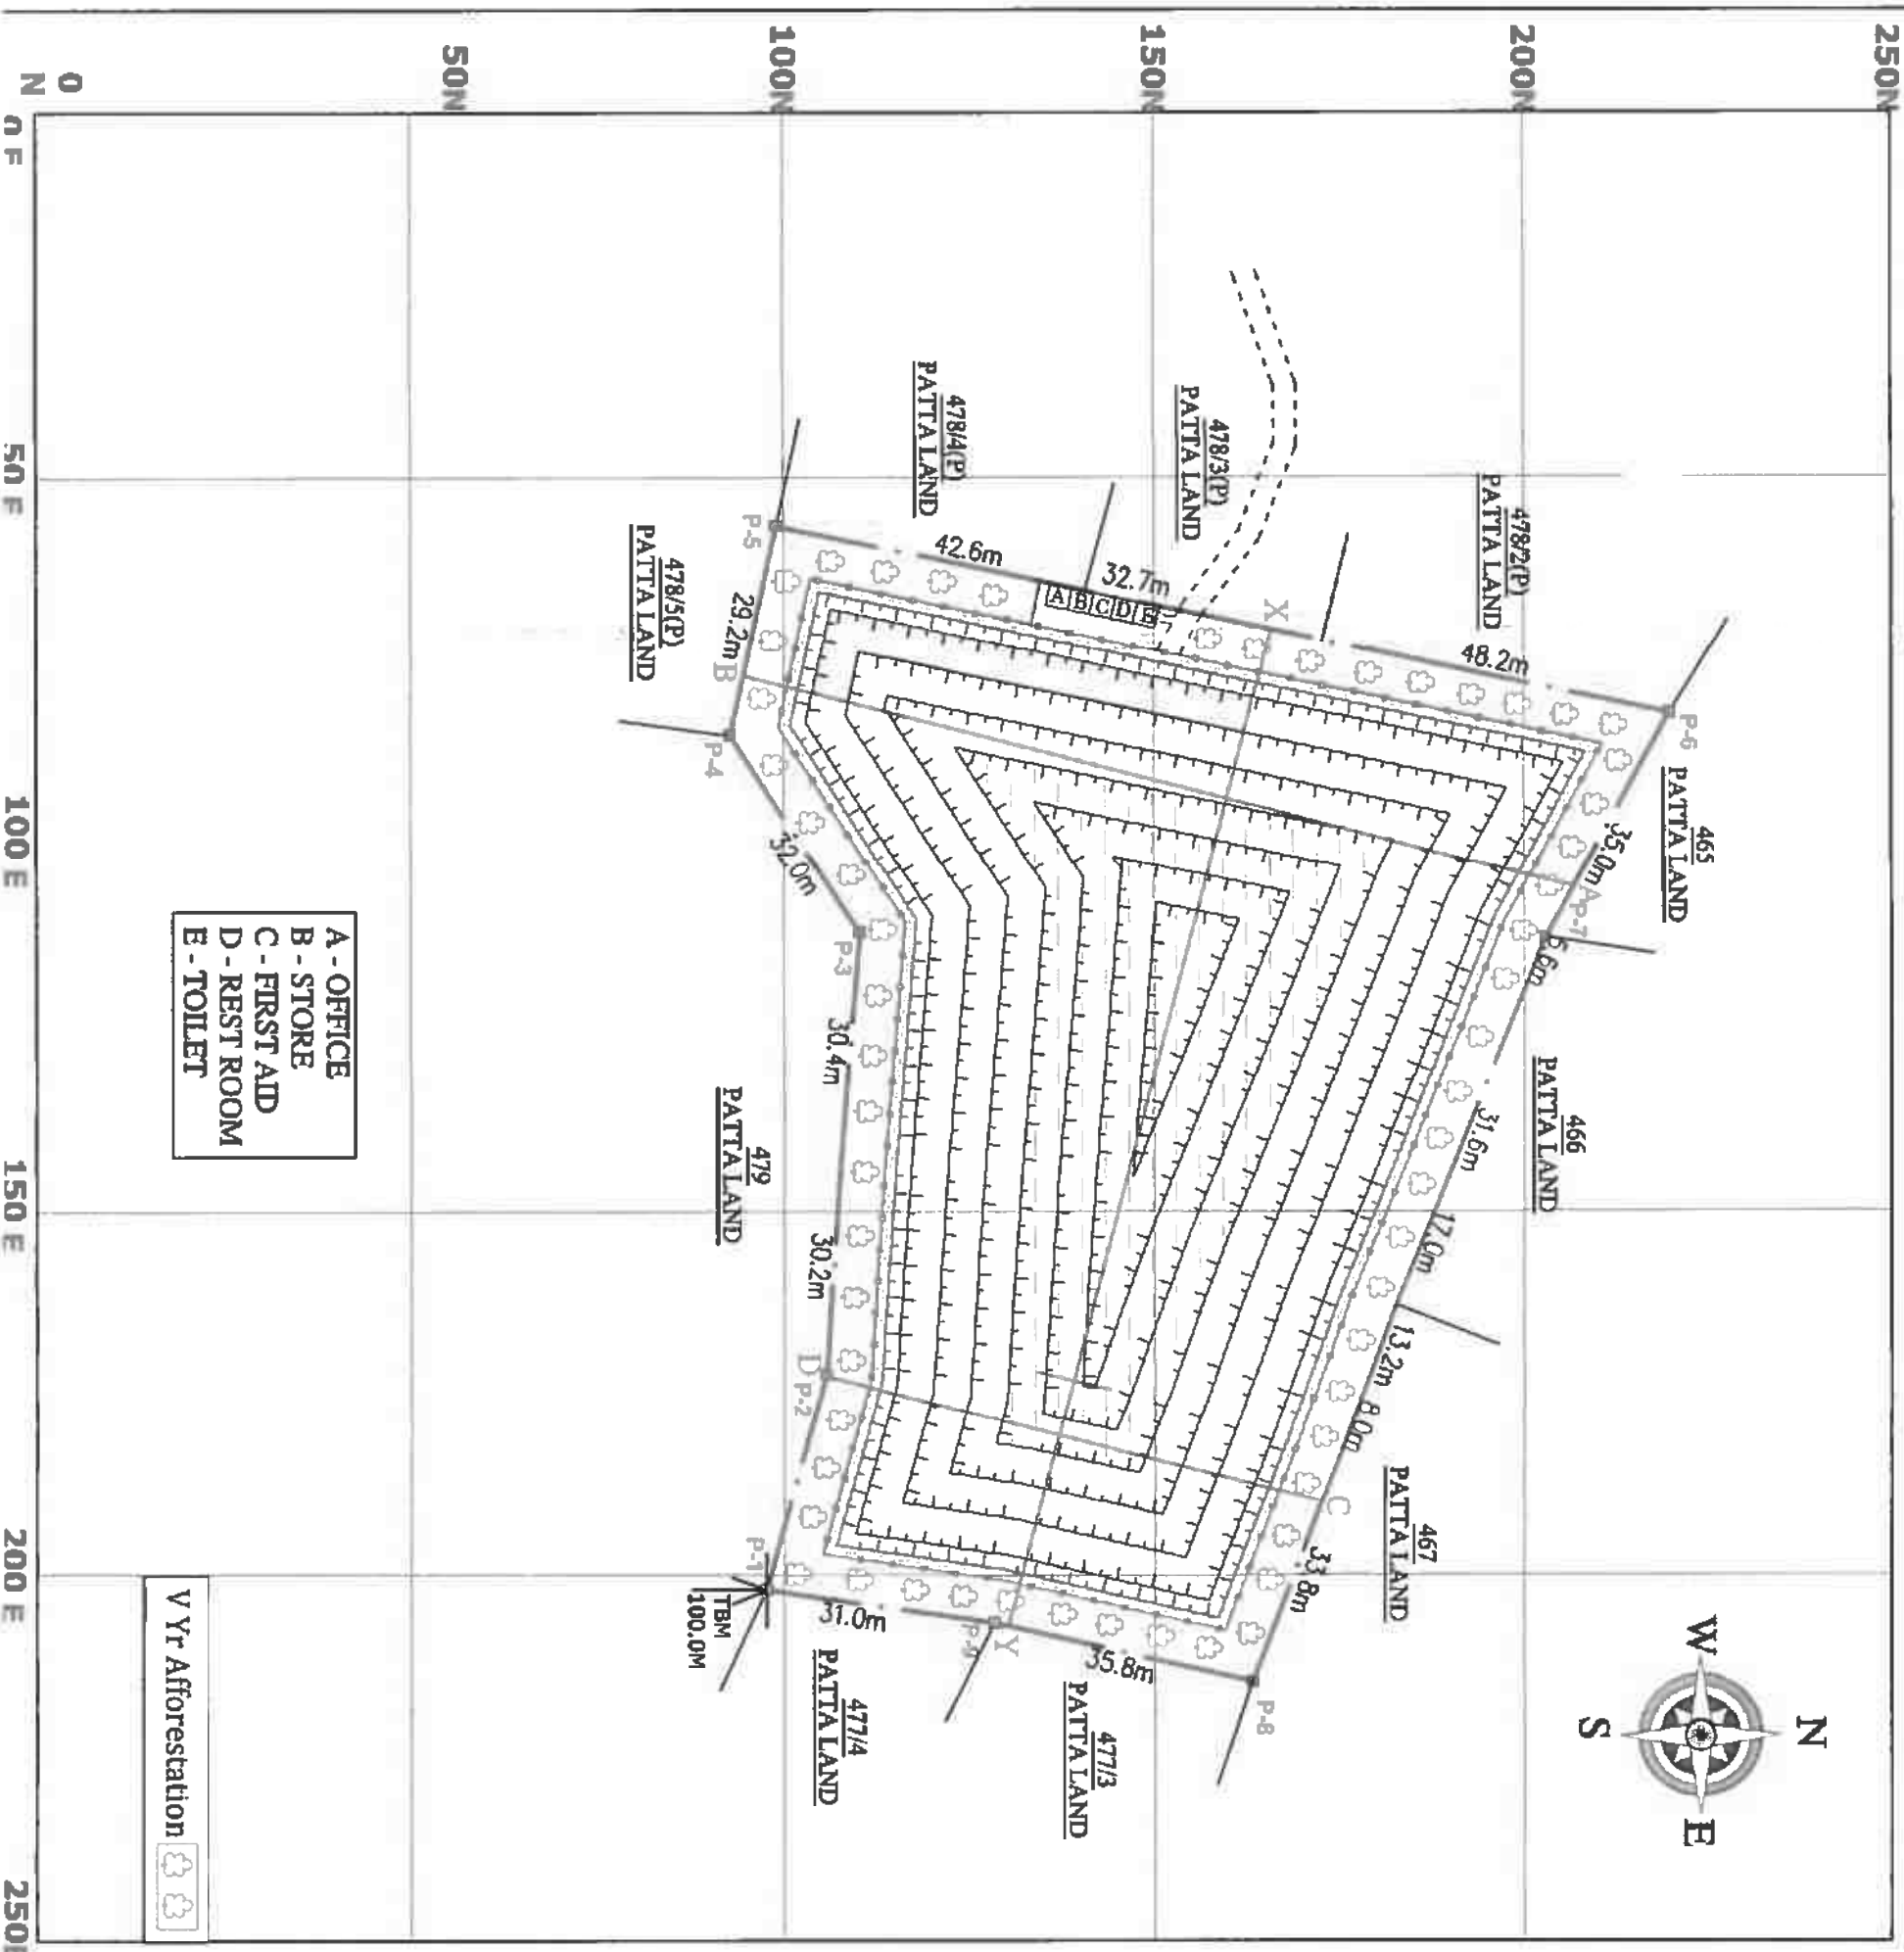 250N
200N
150N
100N
50N
0
N
50 E
100 E
150 E
200 E
N
W
E
S
465
PATTA LAND
466
PATTA LAND
467
PATTA LAND
478/2(P)
PATTA LAND
478/3(P)
PATTA LAND
478/4(P)
PATTA LAND
478/5(P)
PATTA LAND
479
PATTA LAND
477/3
PATTA LAND
477/4
PATTA LAND
P-6
35.0m
A
P-7
31.6m
17.0m
13.2m
8.0m
C
33.8m
P-8
48.2m
X
32.7m
A B C D E
42.6m
P-5
29.2m
B
P-4
32.0m
P-3
30.4m
30.2m
D
P-2
P-1
31.0m
P-9
Y
35.8m
TBM
100.0M
A - OFFICE
B - STORE
C - FIRST AID
D - REST ROOM
E - TOILET
V Yr Afforestation